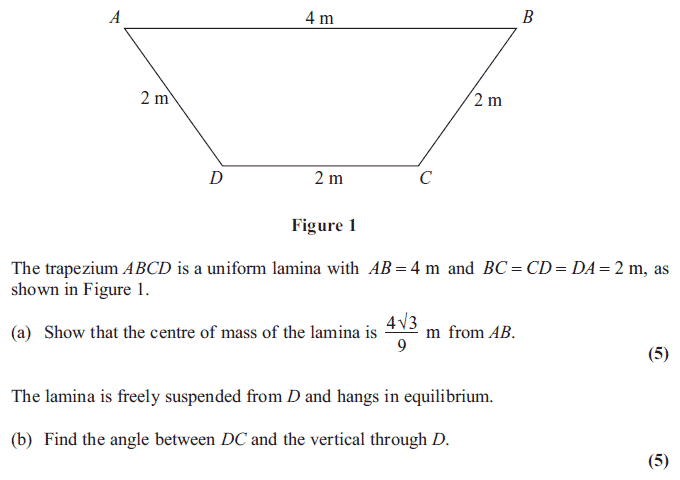 A
4 m
B
2 m
2 m
D
2 m
C
Figure 1
The trapezium ABCD is a uniform lamina with AB = 4 m and BC = CD = DA = 2 m, as
shown in Figure 1.
(a) Show that the centre of mass of the lamina is 4√3/9 m from AB.
(5)
The lamina is freely suspended from D and hangs in equilibrium.
(b) Find the angle between DC and the vertical through D.
(5)